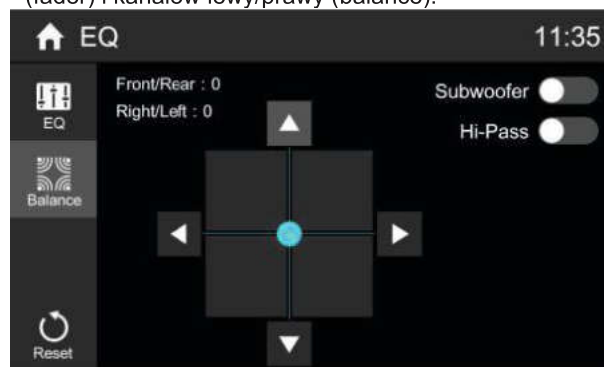 (fader) i kanałów lewy/prawy (balance).
EQ 11:35
EQ
Balance
Reset
Front/Rear : 0
Right/Left : 0
Subwoofer
Hi-Pass